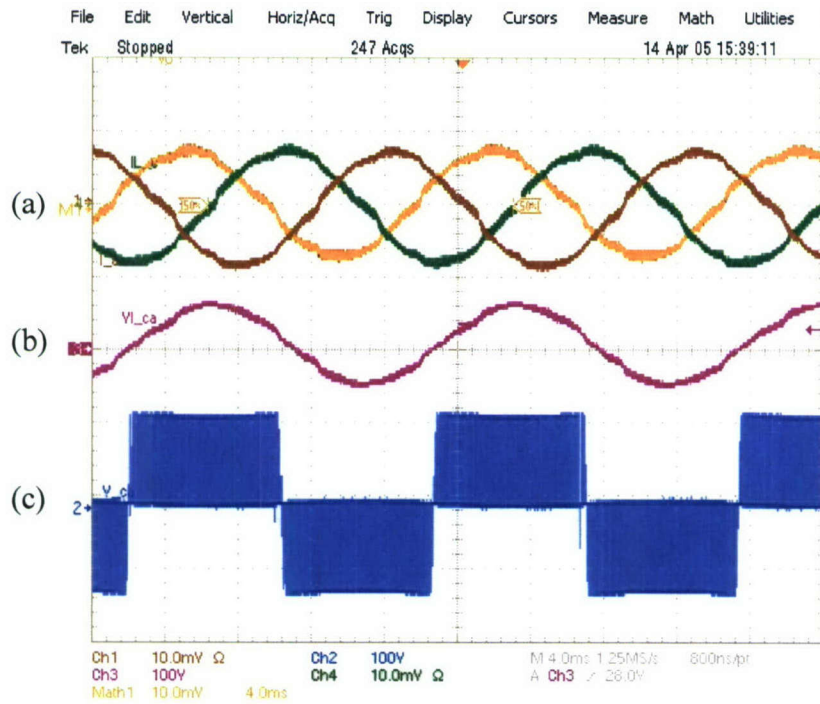 File Edit Vertical Horiz/Acq Trig Display Cursors Measure Math Utilities
Tek Stopped 247 Acqs 14 Apr 05 15:39:11
(a)
(b)
Vl_ca
(c)
2
Ch1 10.0mV Ω Ch2 100V M 4.0ms 1.25MS/s 800ns/pt
Ch3 100V Ch4 10.0mV Ω A Ch3 28.0V
Math1 10.0mV 4.0ms